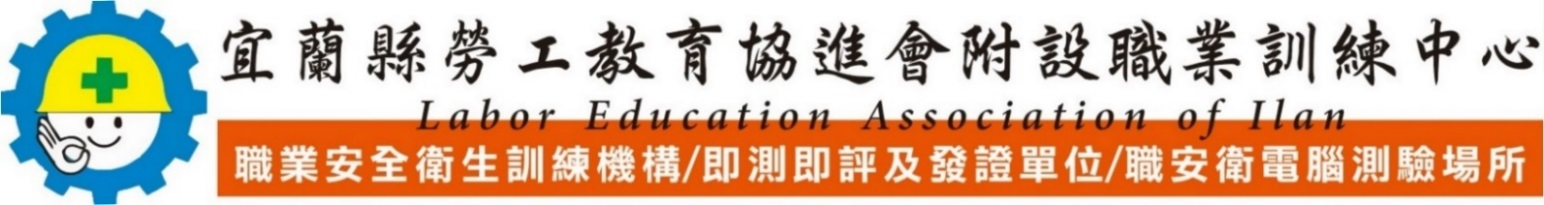 宜蘭縣勞工教育協進會附設職業訓練中心
Labor Education Association of Ilan
職業安全衛生訓練機構/即測即評及發證單位/職安衛電腦測驗場所